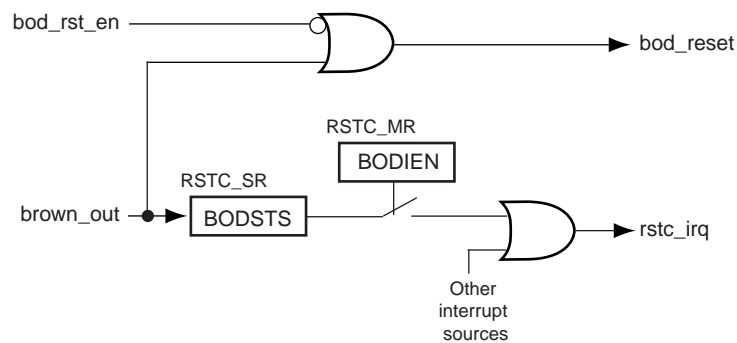 bod_rst_en
bod_reset
RSTC_MR
BODIEN
RSTC_SR
brown_out
BODSTS
rstc_irq
Other
interrupt
sources